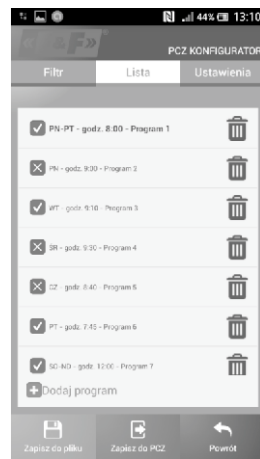 44% 13:10
«F&F»
PCZ KONFIGURATOR
Filtr Lista Ustawienia
PN-PT - godz. 8:00 - Program 1
PN - godz. 9:00 - Program 2
WT - godz. 9:10 - Program 3
SR - godz. 9:30 - Program 4
CZ - godz. 8:40 - Program 5
PT - godz. 7:45 - Program 6
SO-ND - godz. 12:00 - Program 7
Dodaj program
Zapisz do pliku Zapisz do PCZ Powrót